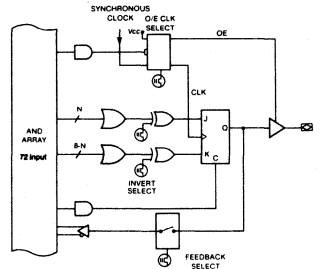 SYNCHRONOUS
CLOCK
O/E CLK
SELECT
Vcc
OE
CLK
N
J
Q
AND
ARRAY
72 input
8-N
K
C
INVERT
SELECT
FEEDBACK
SELECT